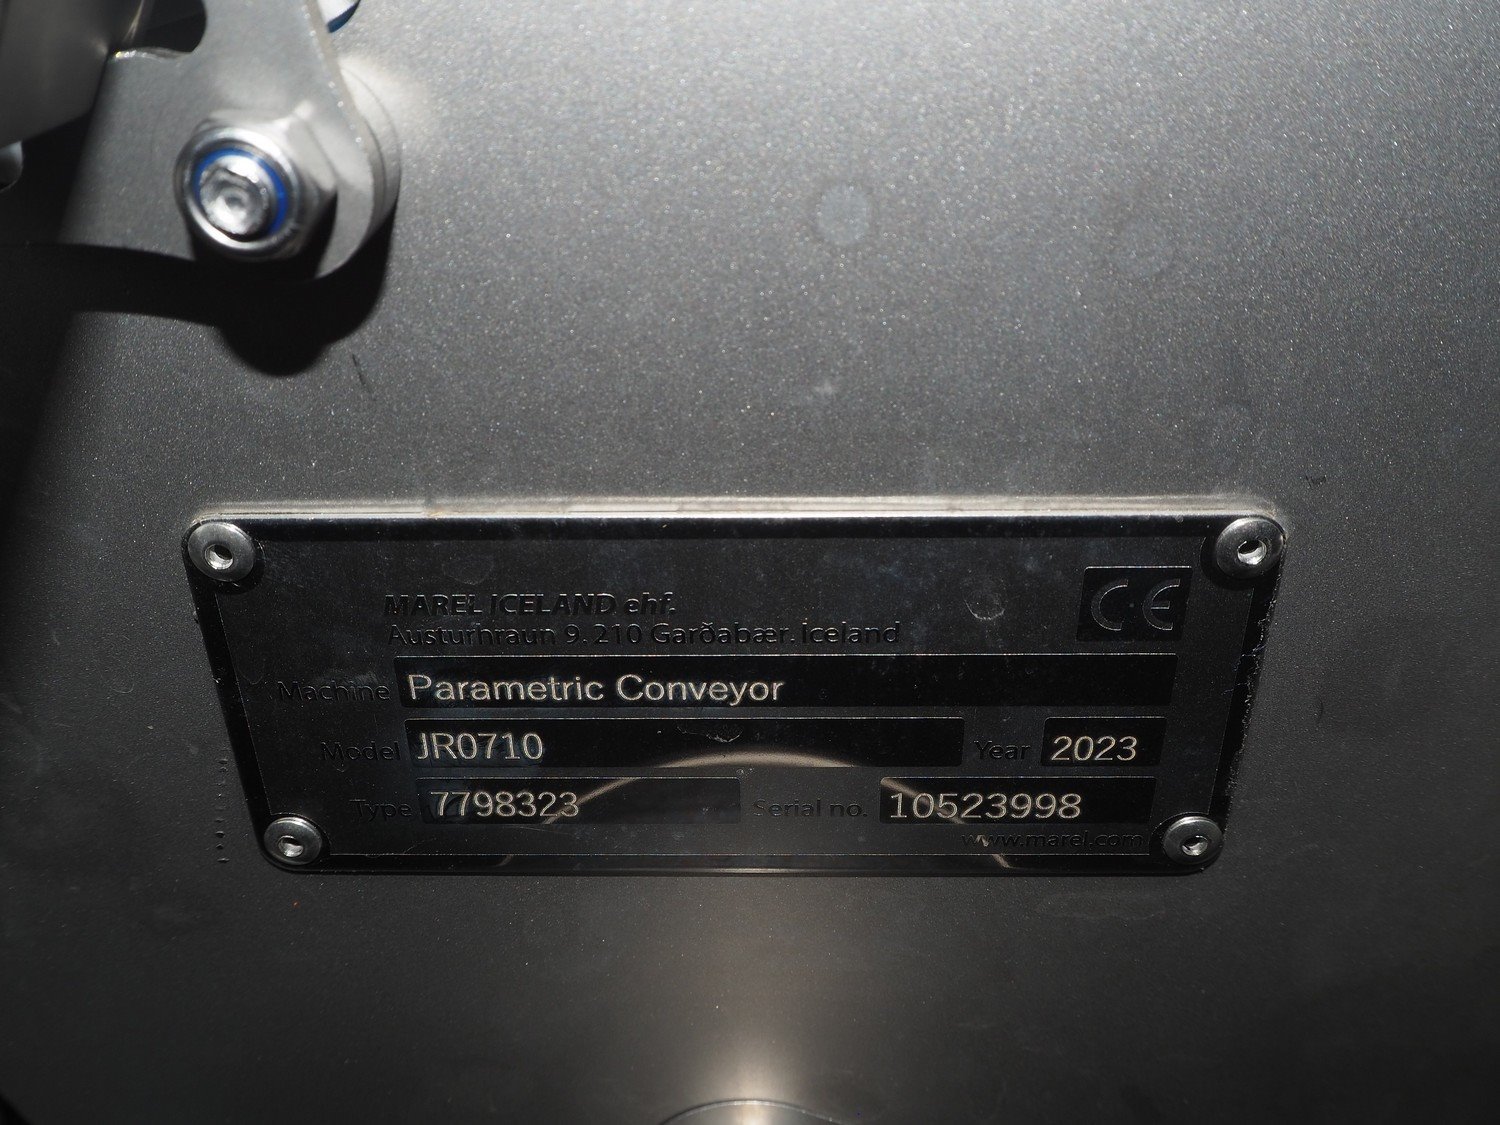 MAREL ICELAND ehf.
Austurhraun 9, 210 Garðabær, Iceland
CE
Machine Parametric Conveyor
Model JR0710 Year 2023
Type 7798323 Serial no. 10523998
www.marel.com